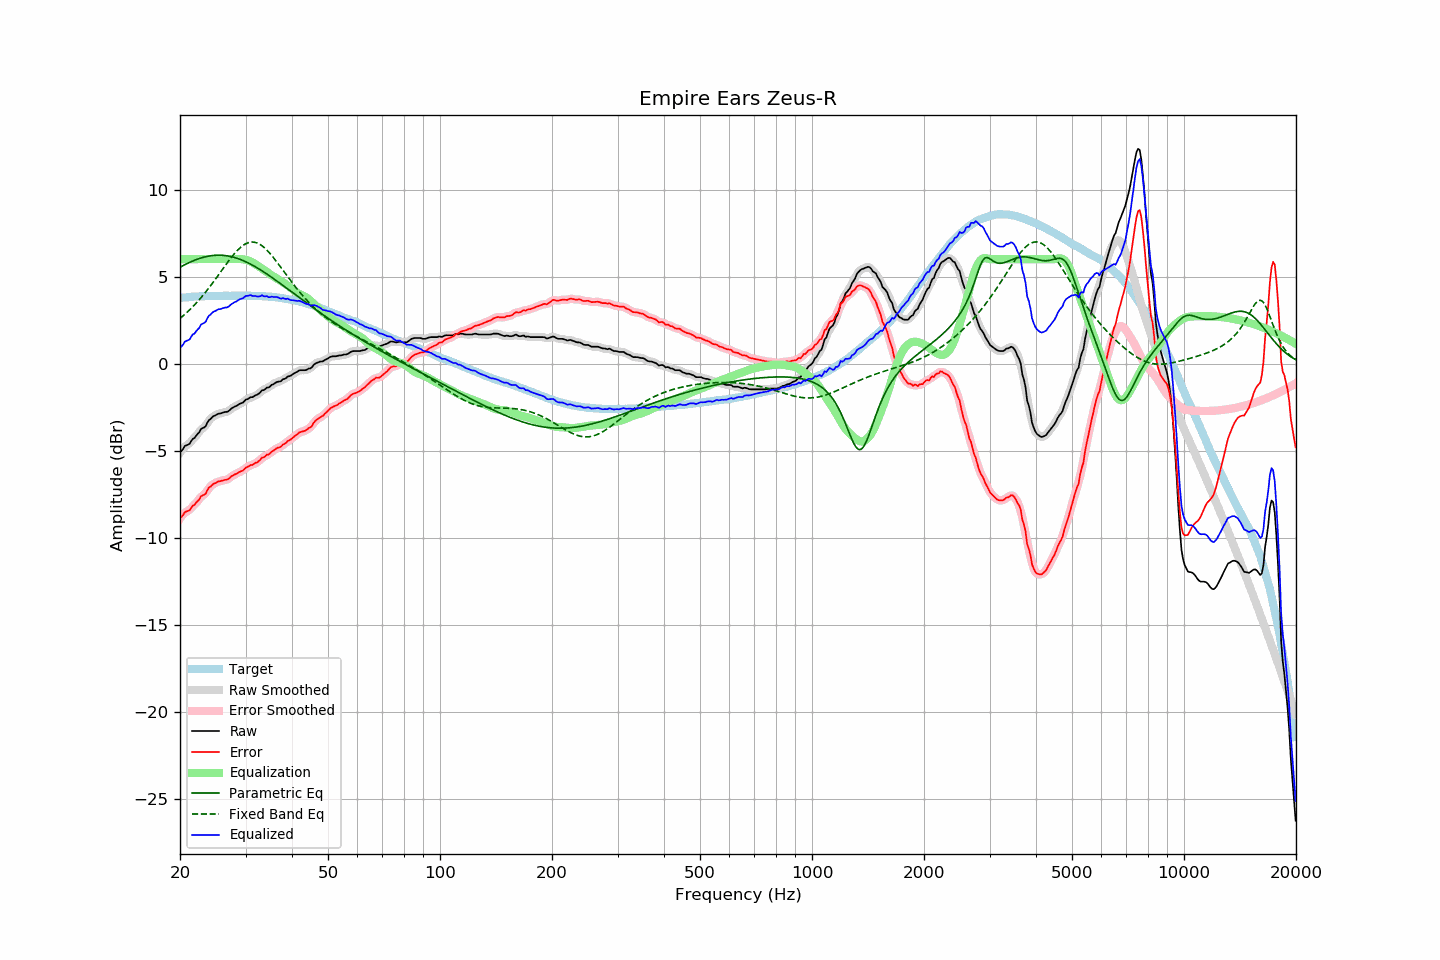 Empire Ears Zeus-R
Amplitude (dBr)
10
5
0
−5
−10
−15
−20
−25
Target
Raw Smoothed
Error Smoothed
Raw
Error
Equalization
Parametric Eq
Fixed Band Eq
Equalized
20 50 100 200 500 1000 2000 5000 10000 20000
Frequency (Hz)